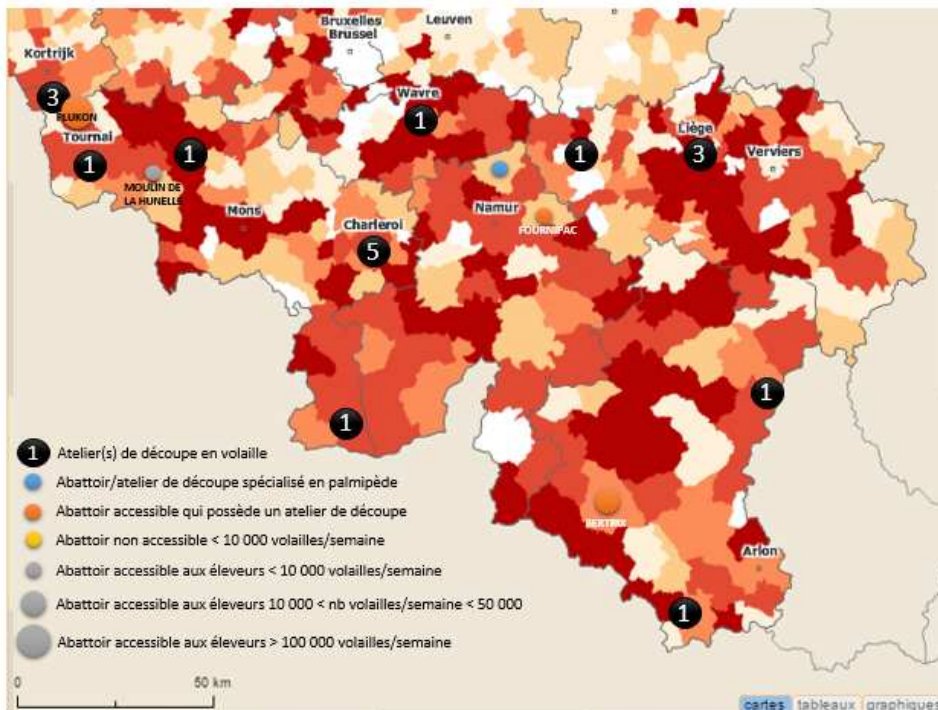 Bruxelles
Brussel
Leuven
Kortrijk
Wavre
3
PLUKON
1
Tournai
1
1
1
Liège
3
Verviers
MOULIN DE
LA HUNELLE
Mons
Namur
Charleroi
FOURNIPAC
5
1
1
1 Atelier(s) de découpe en volaille
Abattoir/atelier de découpe spécialisé en palmipède
Abattoir accessible qui possède un atelier de découpe
BERTRIX
Abattoir non accessible < 10 000 volailles/semaine
Arlon
Abattoir accessible aux éleveurs < 10 000 volailles/semaine
Abattoir accessible aux éleveurs 10 000 < nb volailles/semaine < 50 000
1
Abattoir accessible aux éleveurs > 100 000 volailles/semaine
0 50 km
cartes tableaux graphiques